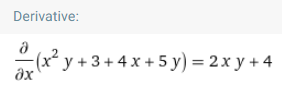 Derivative:
∂/∂x (x² y + 3 + 4 x + 5 y) = 2 x y + 4